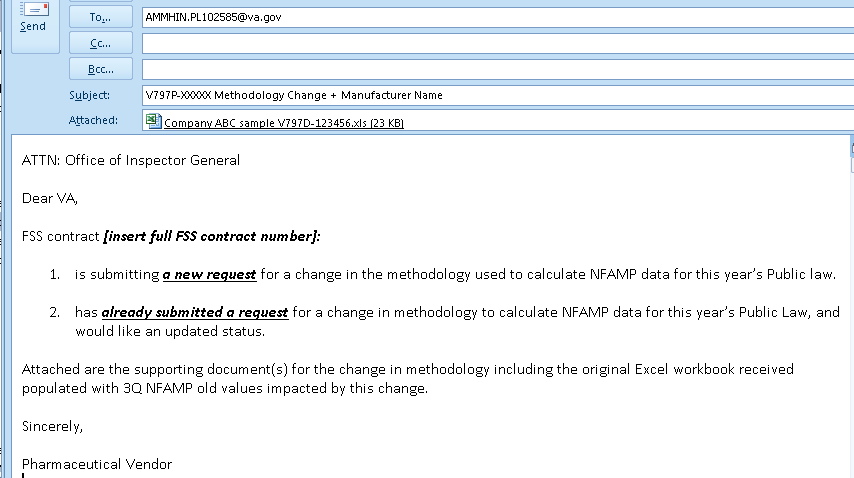 To...
AMMHIN.PL102585@va.gov
Send
Cc...
Bcc...
Subject:
V797P-XXXXX Methodology Change + Manufacturer Name
Attached:
Company ABC sample V797D-123456.xls (23 KB)
ATTN: Office of Inspector General
Dear VA,
FSS contract [insert full FSS contract number]:
1. is submitting a new request for a change in the methodology used to calculate NFAMP data for this year’s Public law.
2. has already submitted a request for a change in methodology to calculate NFAMP data for this year’s Public Law, and
would like an updated status.
Attached are the supporting document(s) for the change in methodology including the original Excel workbook received
populated with 3Q NFAMP old values impacted by this change.
Sincerely,
Pharmaceutical Vendor